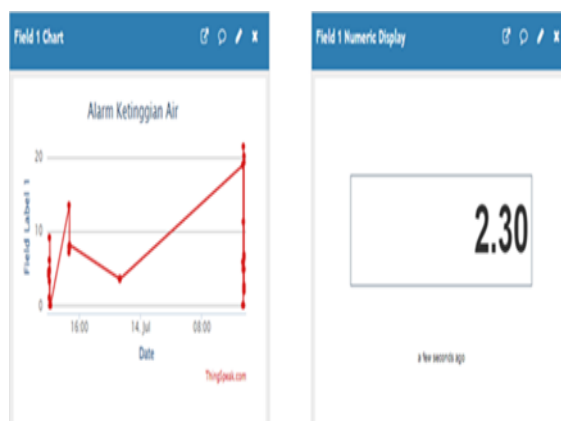 Field 1 Chart
Alarm Ketinggian Air
Field Label 1
20
10
0
16:00
14. Jul
08:00
Date
ThingSpeak.com
Field 1 Numeric Display
2.30
a few seconds ago